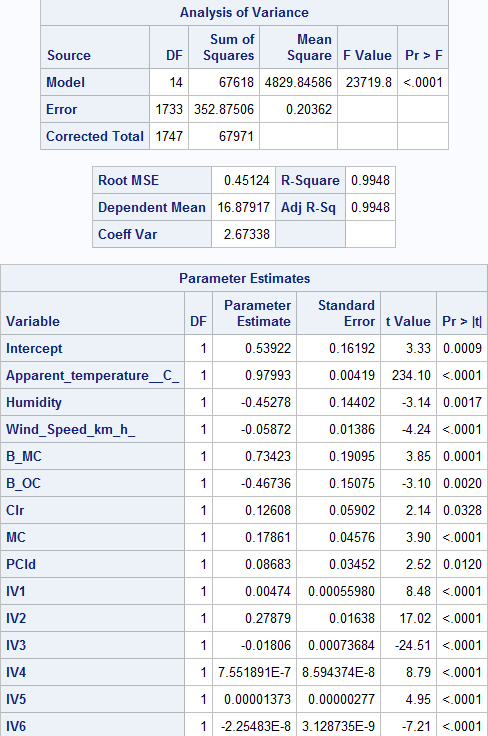 Analysis of Variance
Source DF Sum of Squares Mean Square F Value Pr > F
Model 14 67618 4829.84586 23719.8 <.0001
Error 1733 352.87506 0.20362
Corrected Total 1747 67971
Root MSE 0.45124 R-Square 0.9948
Dependent Mean 16.87917 Adj R-Sq 0.9948
Coeff Var 2.67338
Parameter Estimates
Variable DF Parameter Estimate Standard Error t Value Pr > |t|
Intercept 1 0.53922 0.16192 3.33 0.0009
Apparent_temperature__C_ 1 0.97993 0.00419 234.10 <.0001
Humidity 1 -0.45278 0.14402 -3.14 0.0017
Wind_Speed_km_h_ 1 -0.05872 0.01386 -4.24 <.0001
B_MC 1 0.73423 0.19095 3.85 0.0001
B_OC 1 -0.46736 0.15075 -3.10 0.0020
Clr 1 0.12608 0.05902 2.14 0.0328
MC 1 0.17861 0.04576 3.90 <.0001
PCld 1 0.08683 0.03452 2.52 0.0120
IV1 1 0.00474 0.00055980 8.48 <.0001
IV2 1 0.27879 0.01638 17.02 <.0001
IV3 1 -0.01806 0.00073684 -24.51 <.0001
IV4 1 7.551891E-7 8.594374E-8 8.79 <.0001
IV5 1 0.00001373 0.00000277 4.95 <.0001
IV6 1 -2.25483E-8 3.128735E-9 -7.21 <.0001